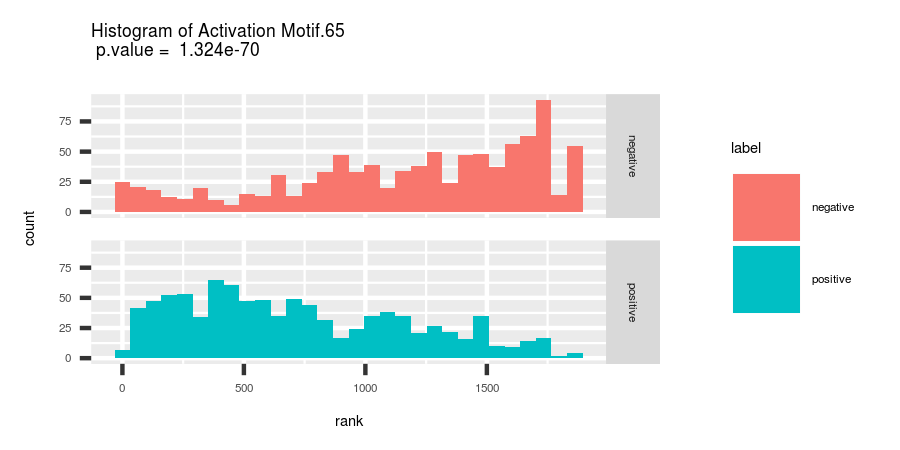 Histogram of Activation Motif.65
p.value = 1.324e-70
count
75
50
25
0
negative
75
50
25
0
positive
0 500 1000 1500
rank
label
negative
positive